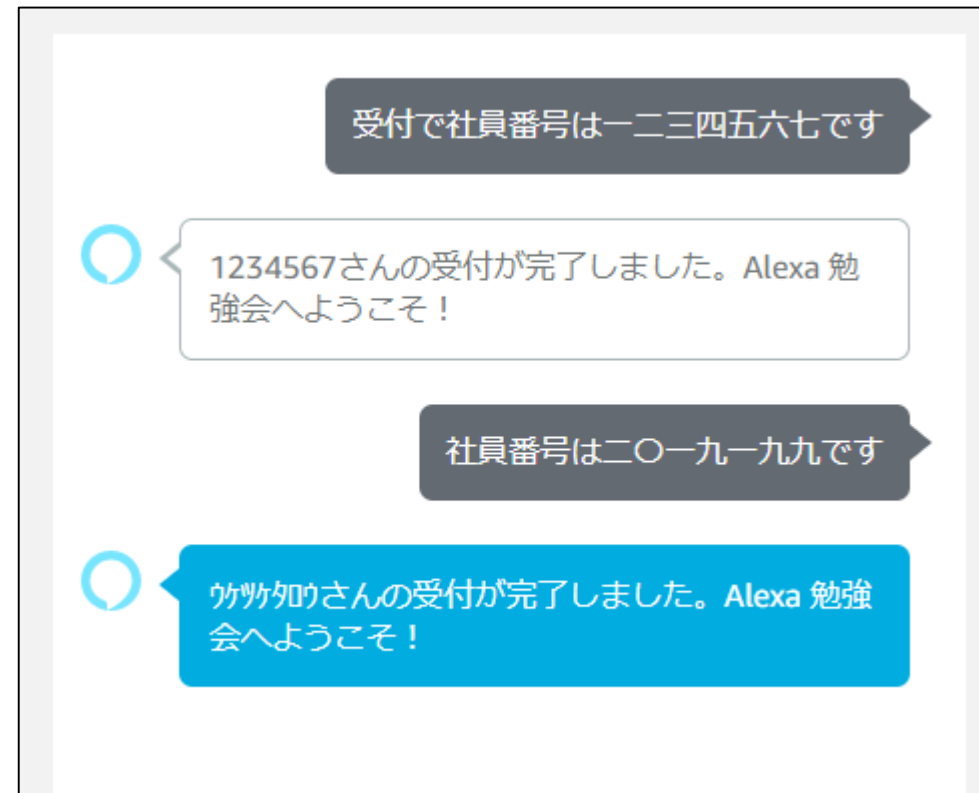 受付で社員番号は一二三四五六七です
1234567さんの受付が完了しました。Alexa 勉
強会へようこそ！
社員番号は二〇一九一九九です
ｳｹﾂｹﾀﾛｳさんの受付が完了しました。Alexa 勉強
会へようこそ！